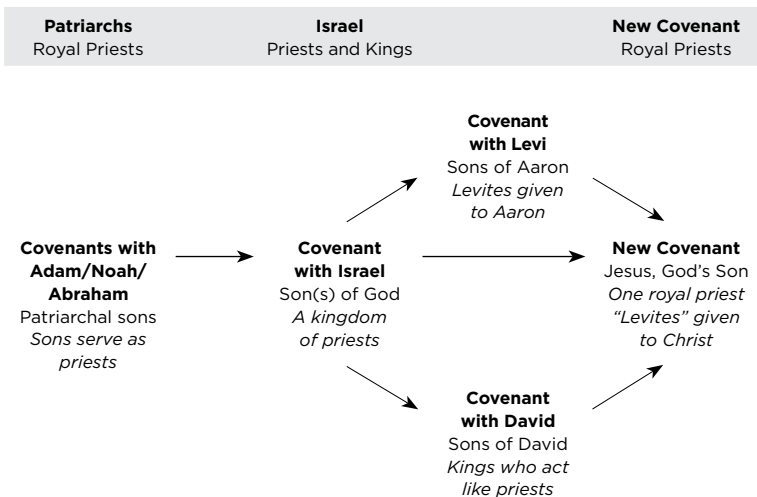 Patriarchs
Royal Priests
Israel
Priests and Kings
New Covenant
Royal Priests
Covenants with
Adam/Noah/
Abraham
Patriarchal sons
Sons serve as
priests
Covenant
with Israel
Son(s) of God
A kingdom
of priests
Covenant
with Levi
Sons of Aaron
Levites given
to Aaron
Covenant
with David
Sons of David
Kings who act
like priests
New Covenant
Jesus, God’s Son
One royal priest
“Levites” given
to Christ